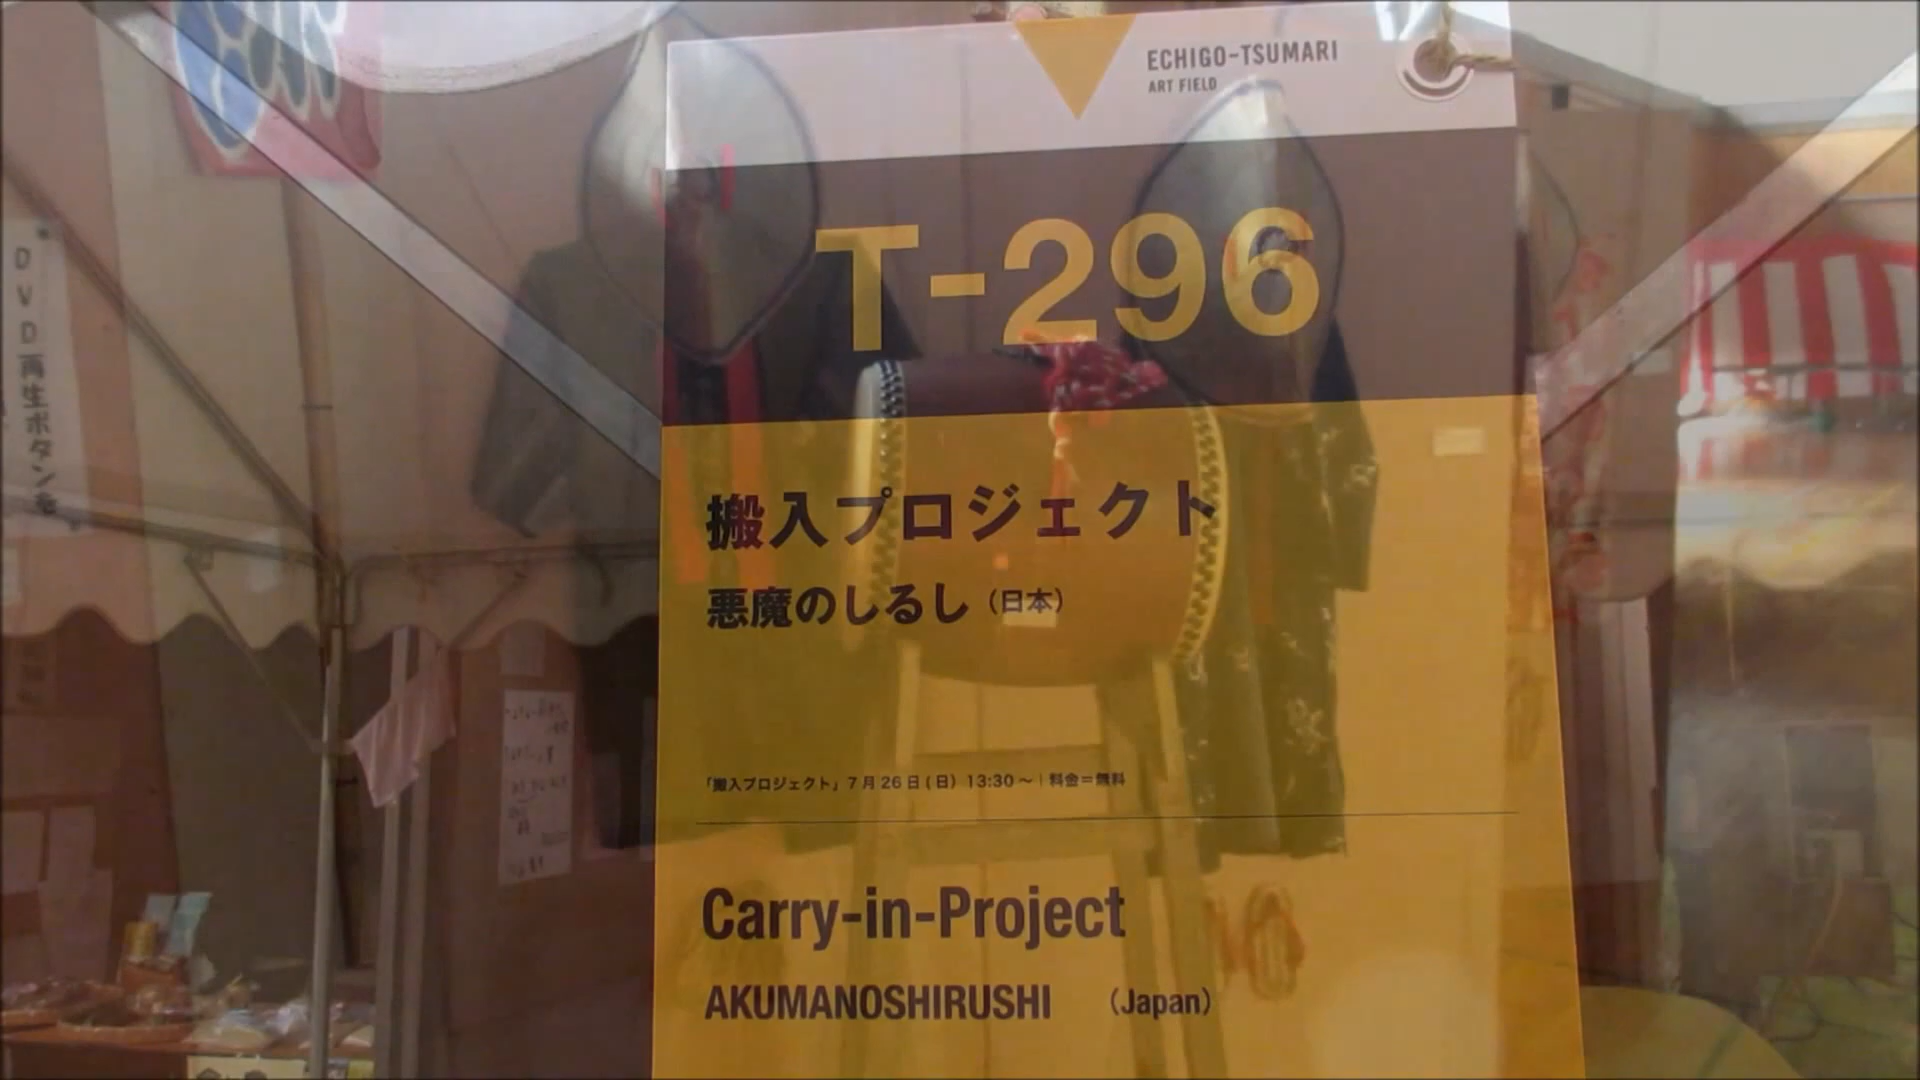 ECHIGO-TSUMARI
ART FIELD
T-296
搬入プロジェクト
悪魔のしるし（日本）
「搬入プロジェクト」7月26日(日) 13:30～｜料金＝無料
Carry-in-Project
AKUMANOSHIRUSHI （Japan）
DVD再生ボタンを